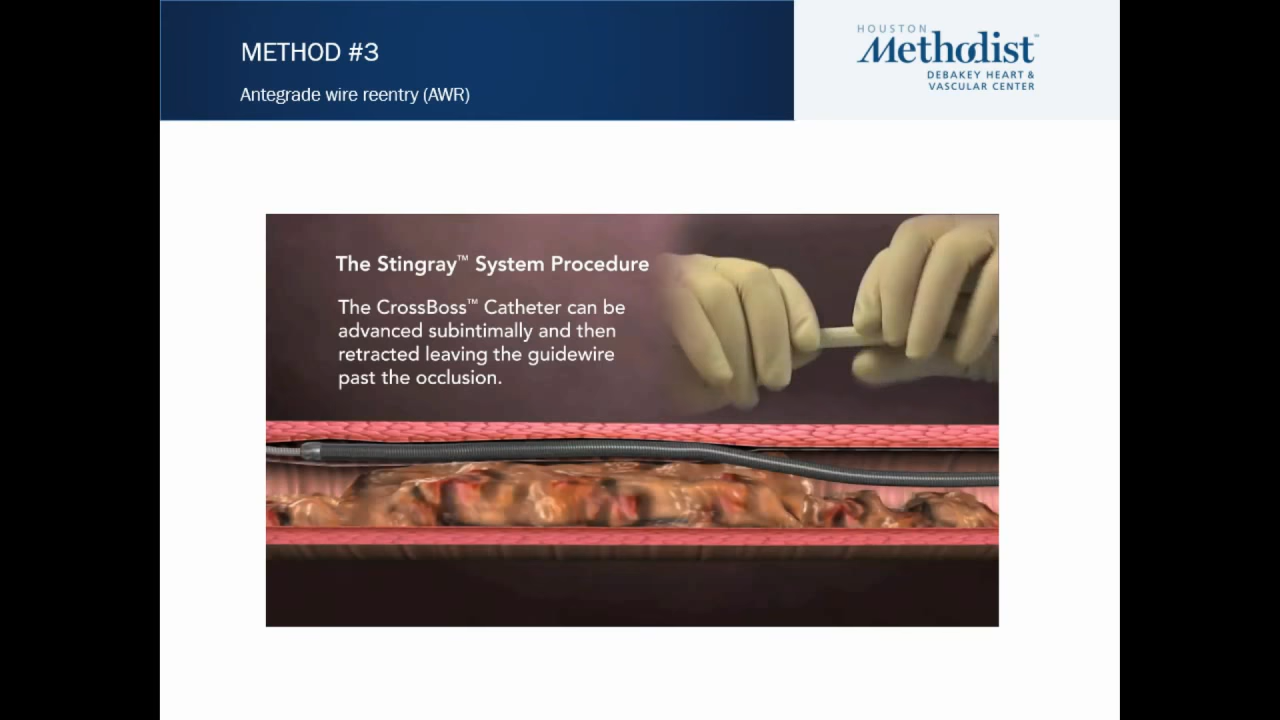 METHOD #3
Antegrade wire reentry (AWR)
HOUSTON
Methodist
DEBAKEY HEART &
VASCULAR CENTER
The Stingray™ System Procedure
The CrossBoss™ Catheter can be
advanced subintimally and then
retracted leaving the guidewire
past the occlusion.